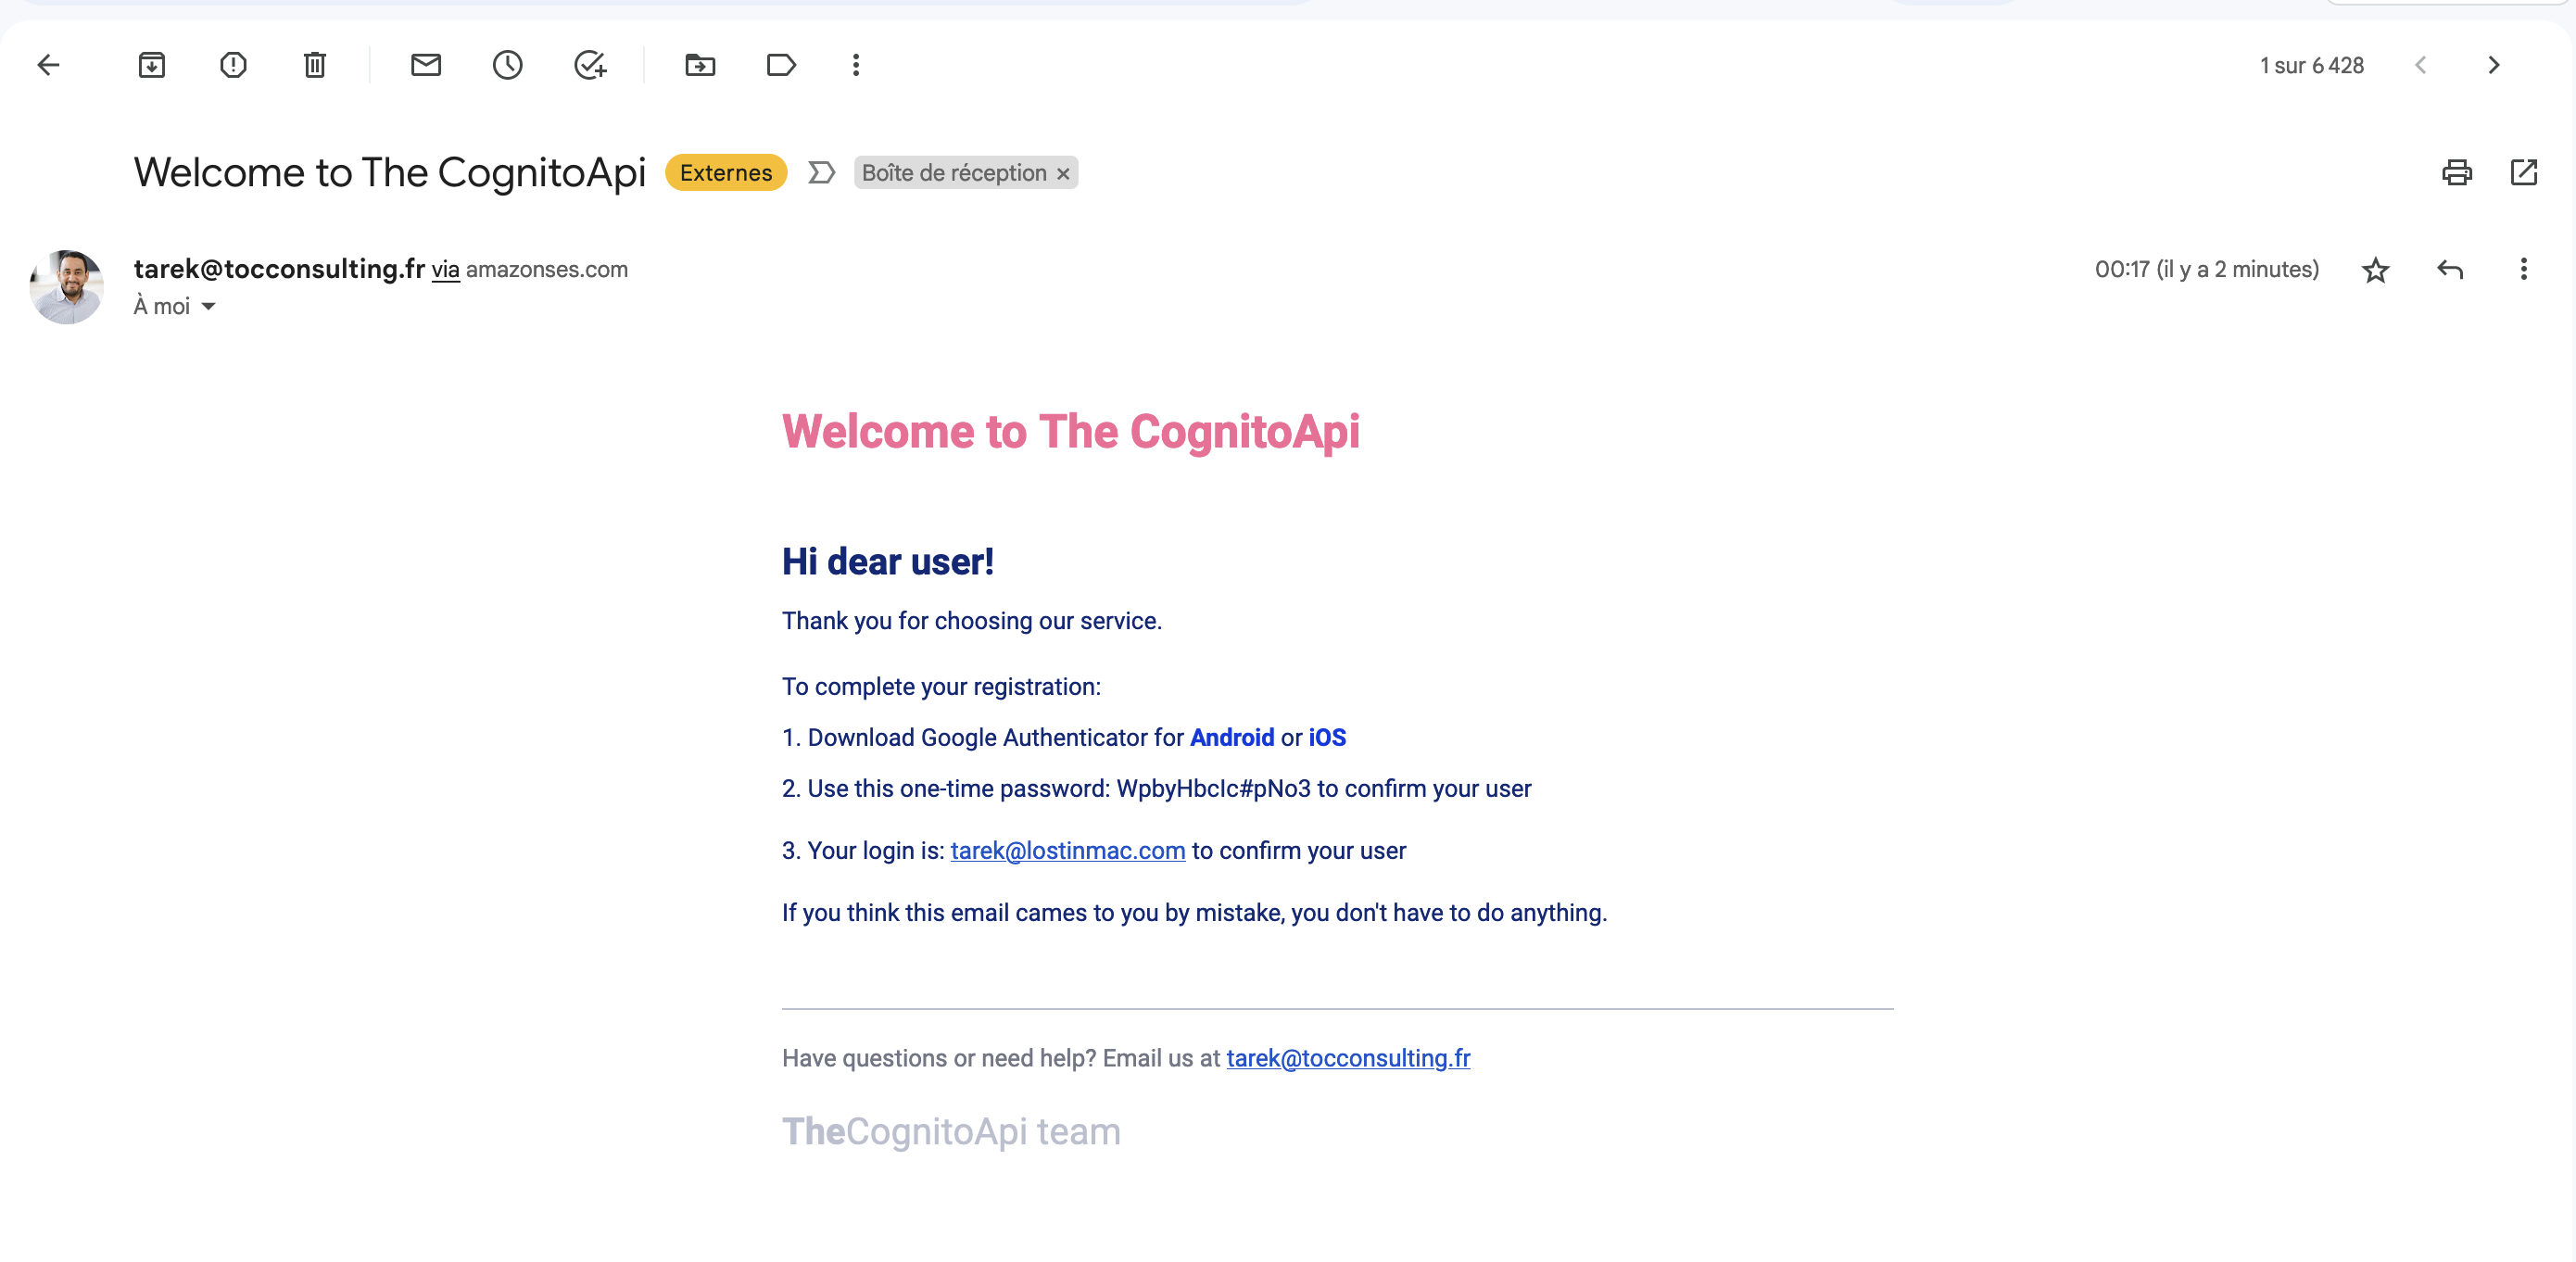 1 sur 6 428
Welcome to The CognitoApi Externes Boîte de réception ×
tarek@tocconsulting.fr via amazonses.com
00:17 (il y a 2 minutes)
À moi
Welcome to The CognitoApi
Hi dear user!
Thank you for choosing our service.
To complete your registration:
1. Download Google Authenticator for Android or iOS
2. Use this one-time password: WpbyHbcIc#pNo3 to confirm your user
3. Your login is: tarek@lostinmac.com to confirm your user
If you think this email cames to you by mistake, you don't have to do anything.
Have questions or need help? Email us at tarek@tocconsulting.fr
TheCognitoApi team